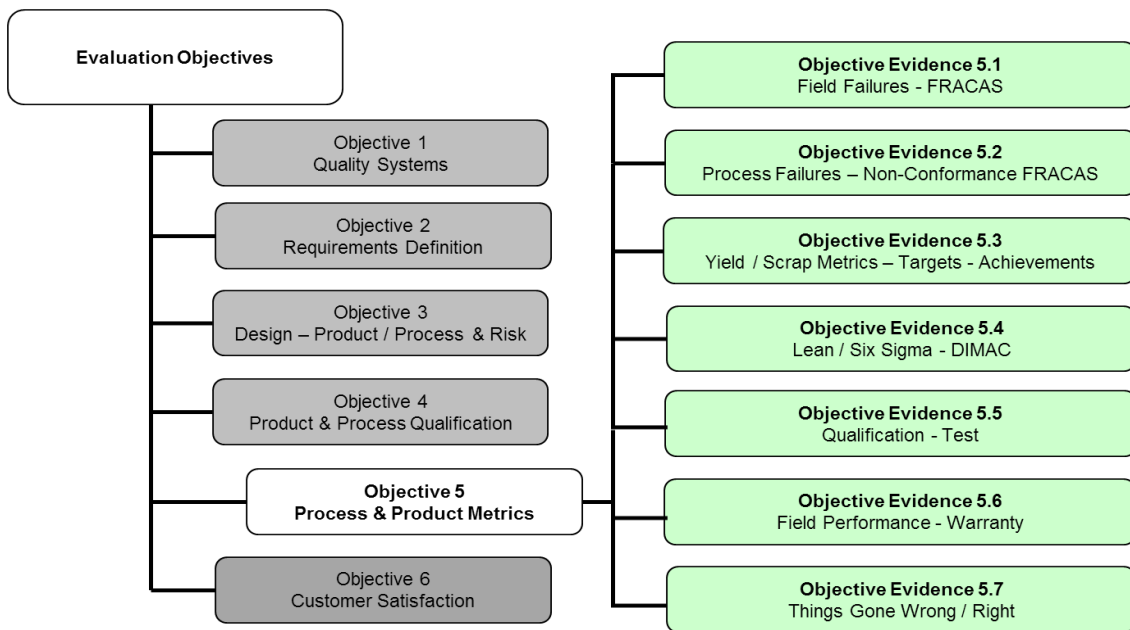 Evaluation Objectives
Objective 1
Quality Systems
Objective 2
Requirements Definition
Objective 3
Design – Product / Process & Risk
Objective 4
Product & Process Qualification
Objective 5
Process & Product Metrics
Objective 6
Customer Satisfaction
Objective Evidence 5.1
Field Failures - FRACAS
Objective Evidence 5.2
Process Failures – Non-Conformance FRACAS
Objective Evidence 5.3
Yield / Scrap Metrics – Targets - Achievements
Objective Evidence 5.4
Lean / Six Sigma - DIMAC
Objective Evidence 5.5
Qualification - Test
Objective Evidence 5.6
Field Performance - Warranty
Objective Evidence 5.7
Things Gone Wrong / Right